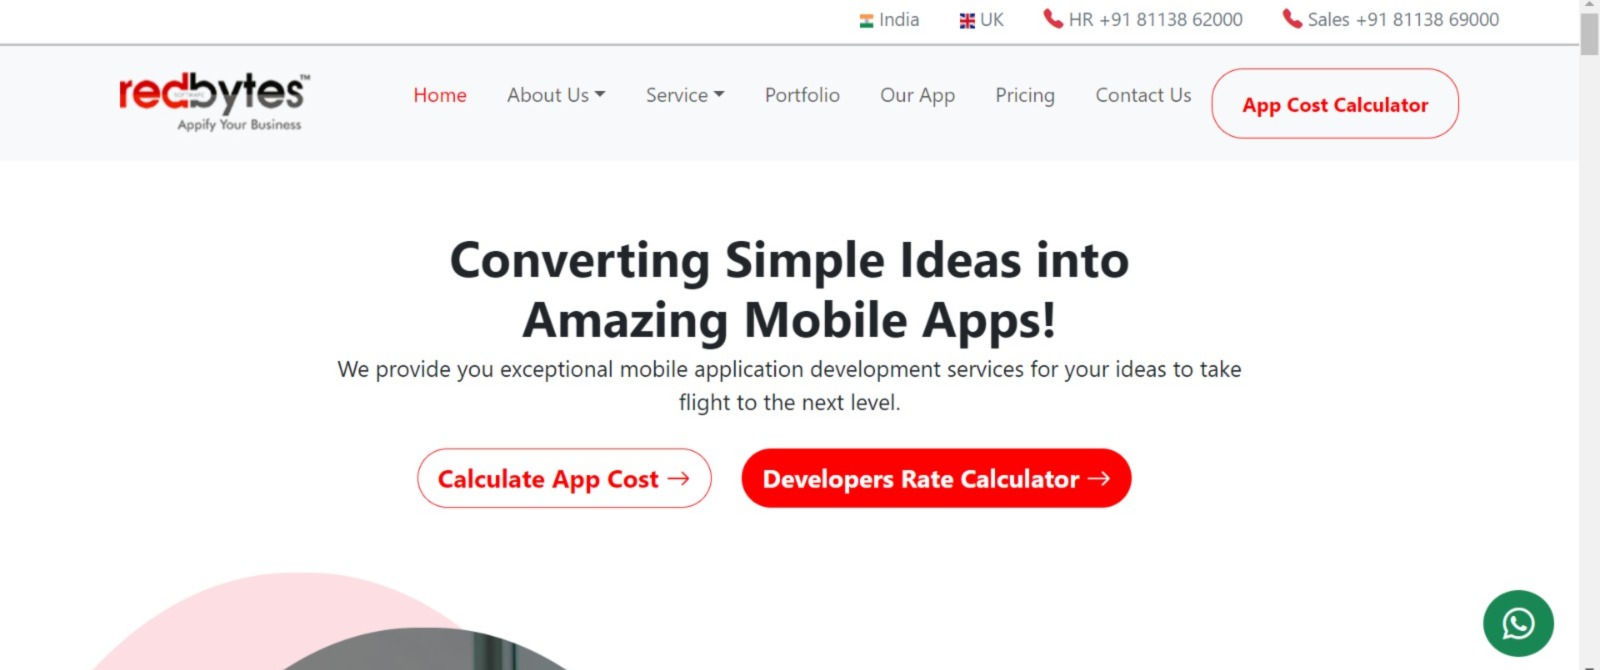 India UK HR +91 81138 62000 Sales +91 81138 69000
redbytes™
Appify Your Business
Home About Us Service Portfolio Our App Pricing Contact Us App Cost Calculator
Converting Simple Ideas into
Amazing Mobile Apps!
We provide you exceptional mobile application development services for your ideas to take
flight to the next level.
Calculate App Cost → Developers Rate Calculator →